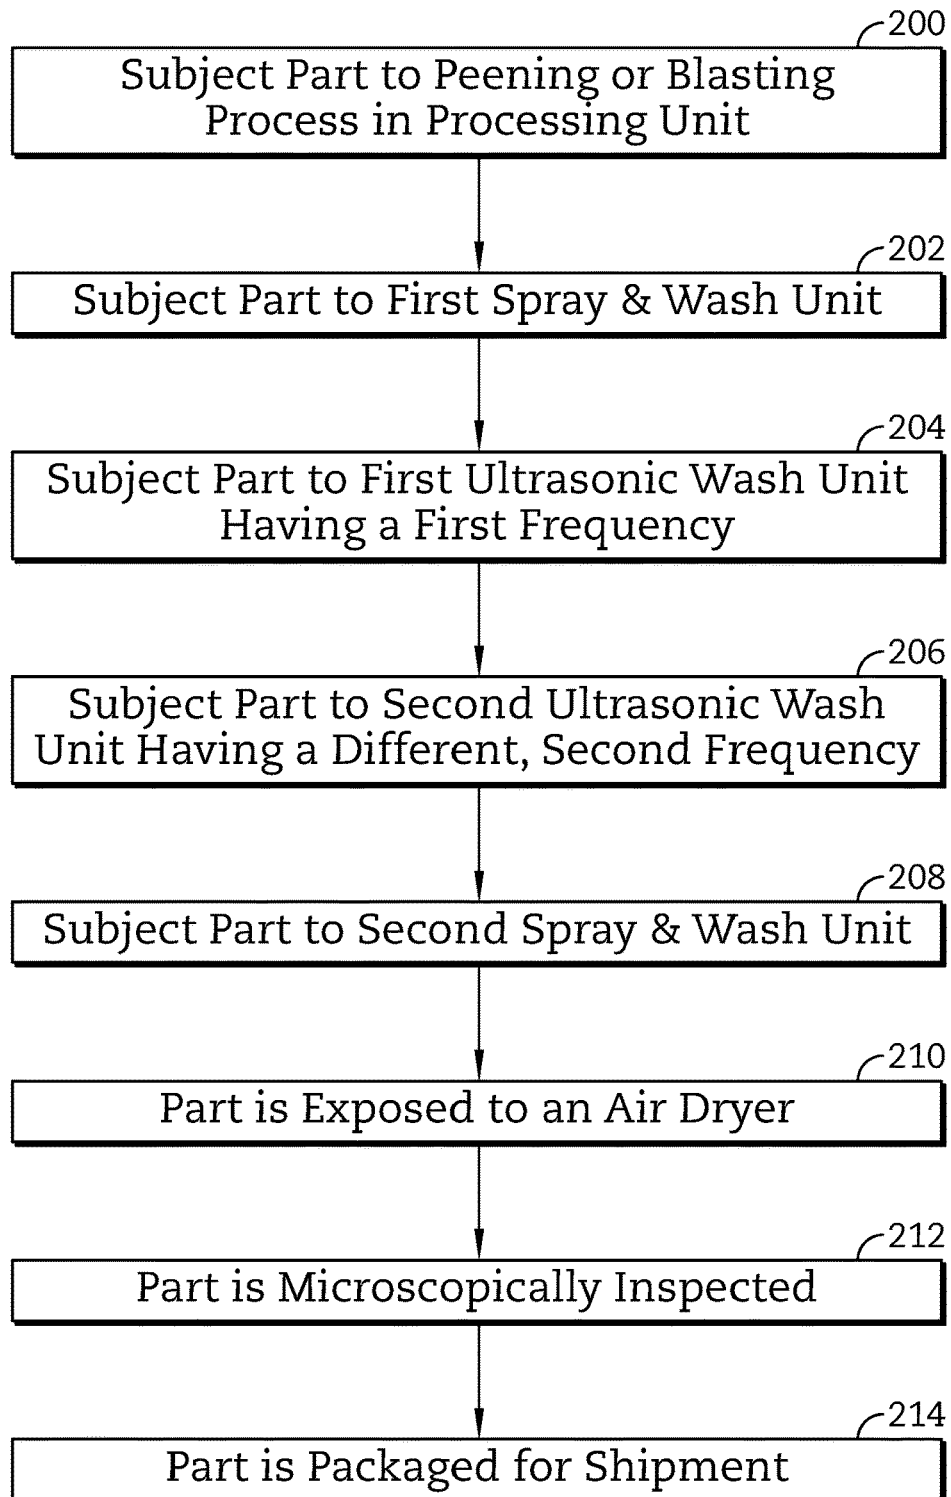 200
Subject Part to Peening or Blasting
Process in Processing Unit
202
Subject Part to First Spray & Wash Unit
204
Subject Part to First Ultrasonic Wash Unit
Having a First Frequency
206
Subject Part to Second Ultrasonic Wash
Unit Having a Different, Second Frequency
208
Subject Part to Second Spray & Wash Unit
210
Part is Exposed to an Air Dryer
212
Part is Microscopically Inspected
214
Part is Packaged for Shipment